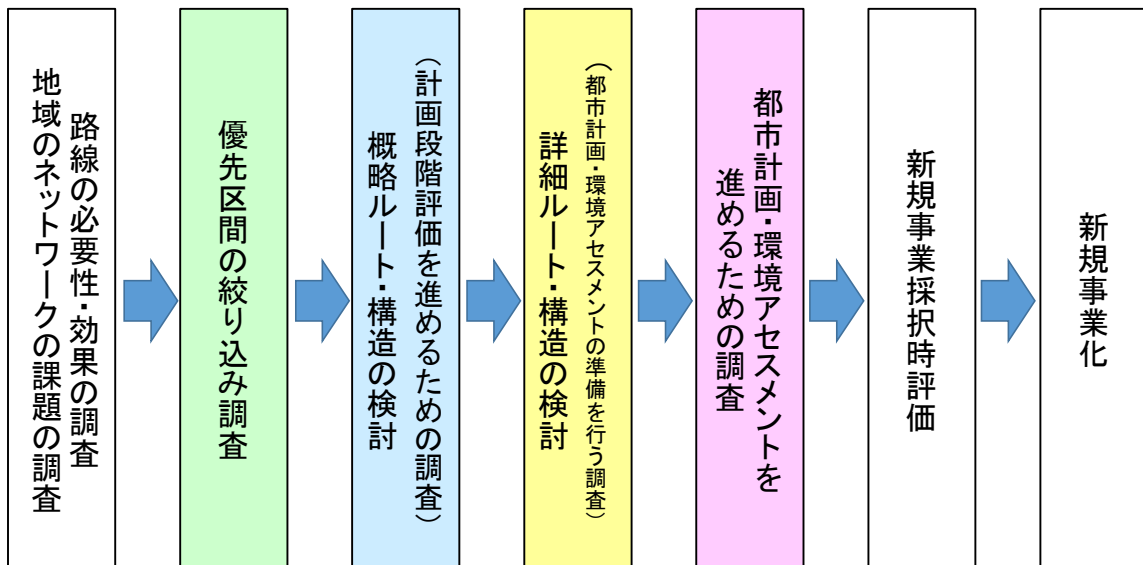 路線の必要性・効果の調査
地域のネットワークの課題の調査
優先区間の絞り込み調査
（計画段階評価を進めるための調査）
概略ルート・構造の検討
（都市計画・環境アセスメントの準備を行う調査）
詳細ルート・構造の検討
都市計画・環境アセスメントを
進めるための調査
新規事業採択時評価
新規事業化